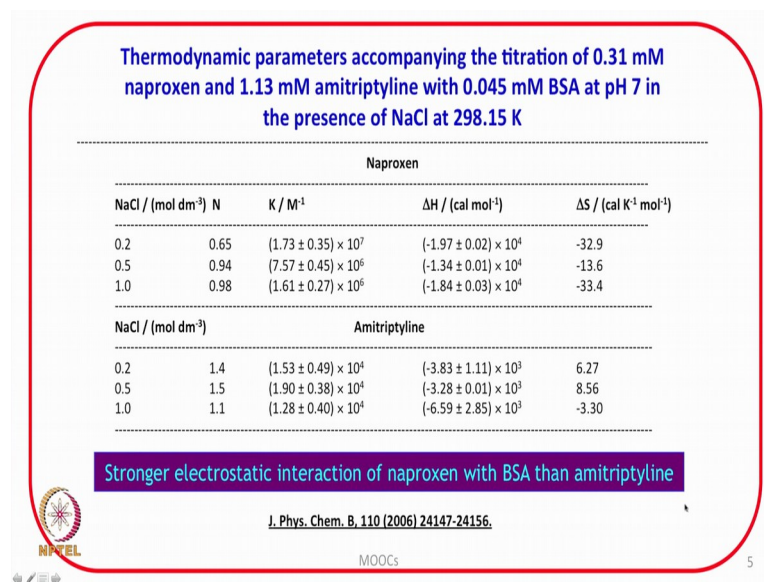 Thermodynamic parameters accompanying the titration of 0.31 mM
naproxen and 1.13 mM amitriptyline with 0.045 mM BSA at pH 7 in
the presence of NaCl at 298.15 K
Naproxen
NaCl / (mol dm⁻³) N K / M⁻¹ ΔH / (cal mol⁻¹) ΔS / (cal K⁻¹ mol⁻¹)
0.2 0.65 (1.73 ± 0.35) × 10⁷ (-1.97 ± 0.02) × 10⁴ -32.9
0.5 0.94 (7.57 ± 0.45) × 10⁶ (-1.34 ± 0.01) × 10⁴ -13.6
1.0 0.98 (1.61 ± 0.27) × 10⁶ (-1.84 ± 0.03) × 10⁴ -33.4
NaCl / (mol dm⁻³) Amitriptyline
0.2 1.4 (1.53 ± 0.49) × 10⁴ (-3.83 ± 1.11) × 10³ 6.27
0.5 1.5 (1.90 ± 0.38) × 10⁴ (-3.28 ± 0.01) × 10³ 8.56
1.0 1.1 (1.28 ± 0.40) × 10⁴ (-6.59 ± 2.85) × 10³ -3.30
Stronger electrostatic interaction of naproxen with BSA than amitriptyline
J. Phys. Chem. B, 110 (2006) 24147-24156.
NPTEL
MOOCs 5